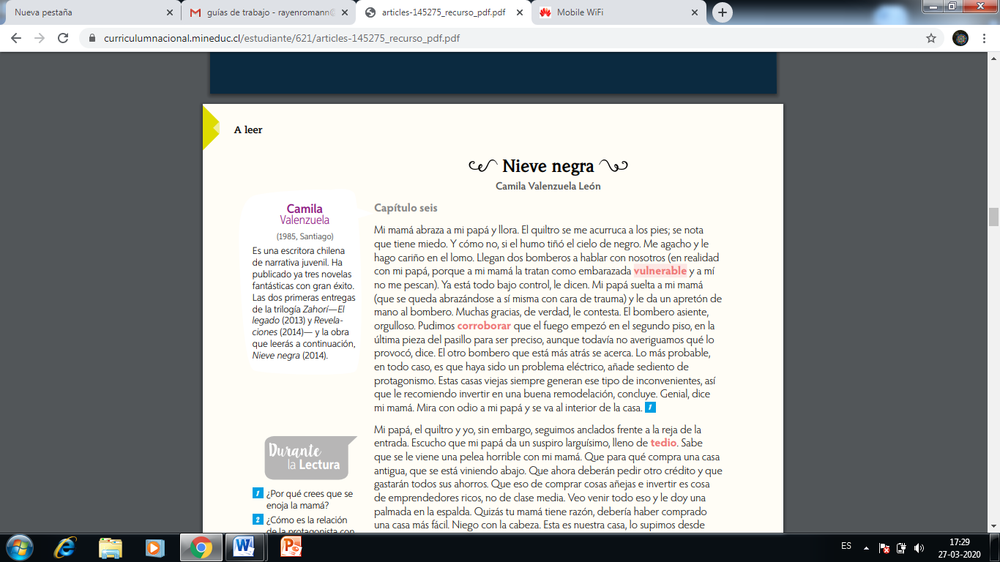 Nueva pestaña
guías de trabajo - rayenromann@
articles-145275_recurso_pdf.pdf
Mobile WiFi
curriculumnacional.mineduc.cl/estudiante/621/articles-145275_recurso_pdf.pdf
A leer
Nieve negra
Camila Valenzuela León
Camila
Valenzuela
(1985, Santiago)
Es una escritora chilena
de narrativa juvenil. Ha
publicado ya tres novelas
fantásticas con gran éxito.
Las dos primeras entregas
de la trilogía Zahorí—El
legado (2013) y Revela-
ciones (2014)— y la obra
que leerás a continuación,
Nieve negra (2014).
Capítulo seis
Mi mamá abraza a mi papá y llora. El quiltro se me acurruca a los pies; se nota
que tiene miedo. Y cómo no, si el humo tiñó el cielo de negro. Me agacho y le
hago cariño en el lomo. Llegan dos bomberos a hablar con nosotros (en realidad
con mi papá, porque a mi mamá la tratan como embarazada vulnerable y a mí
no me pescan). Ya está todo bajo control, le dicen. Mi papá suelta a mi mamá
(que se queda abrazándose a sí misma con cara de trauma) y le da un apretón de
mano al bombero. Muchas gracias, de verdad, le contesta. El bombero asiente,
orgulloso. Pudimos corroborar que el fuego empezó en el segundo piso, en la
última pieza del pasillo para ser preciso, aunque todavía no averiguamos qué lo
provocó, dice. El otro bombero que está más atrás se acerca. Lo más probable,
en todo caso, es que haya sido un problema eléctrico, añade sediento de
protagonismo. Estas casas viejas siempre generan ese tipo de inconvenientes, así
que le recomiendo invertir en una buena remodelación, concluye. Genial, dice
mi mamá. Mira con odio a mi papá y se va al interior de la casa. 1
Mi papá, el quiltro y yo, sin embargo, seguimos anclados frente a la reja de la
entrada. Escucho que mi papá da un suspiro larguísimo, lleno de tedio. Sabe
que se le viene una pelea horrible con mi mamá. Que para qué compra una casa
antigua, que se está viniendo abajo. Que ahora deberán pedir otro crédito y que
gastarán todos sus ahorros. Que eso de comprar cosas añejas e invertir es cosa
de emprendedores ricos, no de clase media. Veo venir todo eso y le doy una
palmada en la espalda. Quizás tu mamá tiene razón, debería haber comprado
una casa más fácil. Niego con la cabeza. Esta es nuestra casa, lo supimos desde
Durante
la Lectura
1 ¿Por qué crees que se
enoja la mamá?
2 ¿Cómo es la relación
de la protagonista con
ES
17:29
27-03-2020